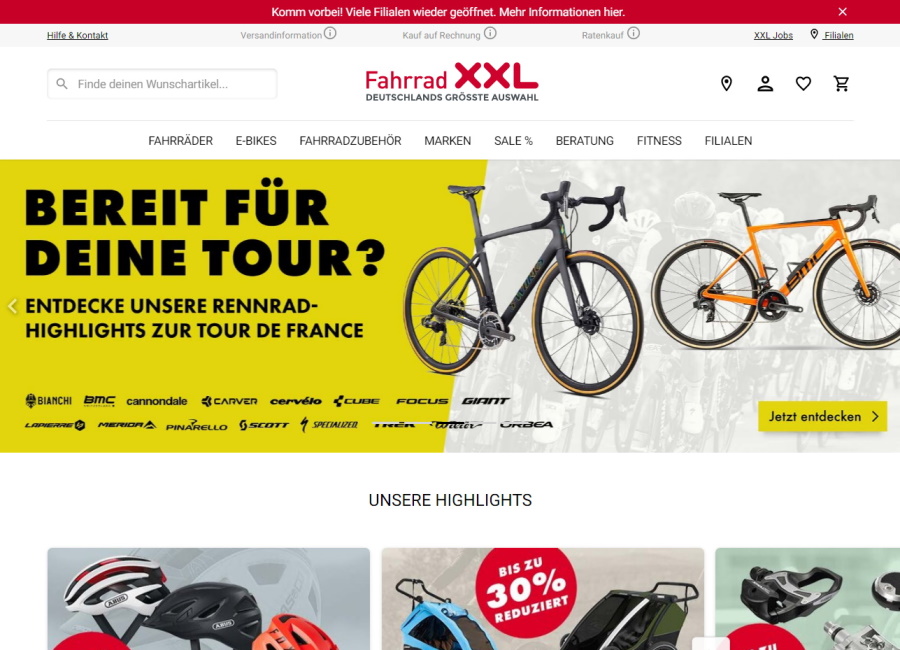 Komm vorbei! Viele Filialen wieder geöffnet. Mehr Informationen hier.
Hilfe & Kontakt
Versandinformation
Kauf auf Rechnung
Ratenkauf
XXL Jobs
Filialen
Finde deinen Wunschartikel...
Fahrrad XXL
DEUTSCHLANDS GRÖSSTE AUSWAHL
FAHRRÄDER E-BIKES FAHRRADZUBEHÖR MARKEN SALE % BERATUNG FITNESS FILIALEN
BEREIT FÜR
DEINE TOUR?
ENTDECKE UNSERE RENNRAD-
HIGHLIGHTS ZUR TOUR DE FRANCE
BIANCHI BMC cannondale CARVER cervélo CUBE FOCUS GIANT
LAPIERRE MERIDA PINARELLO SCOTT SPECIALIZED TREK Wilier ORBEA
Jetzt entdecken
UNSERE HIGHLIGHTS
ABUS
ABUS
BIS ZU
30%
REDUZIERT